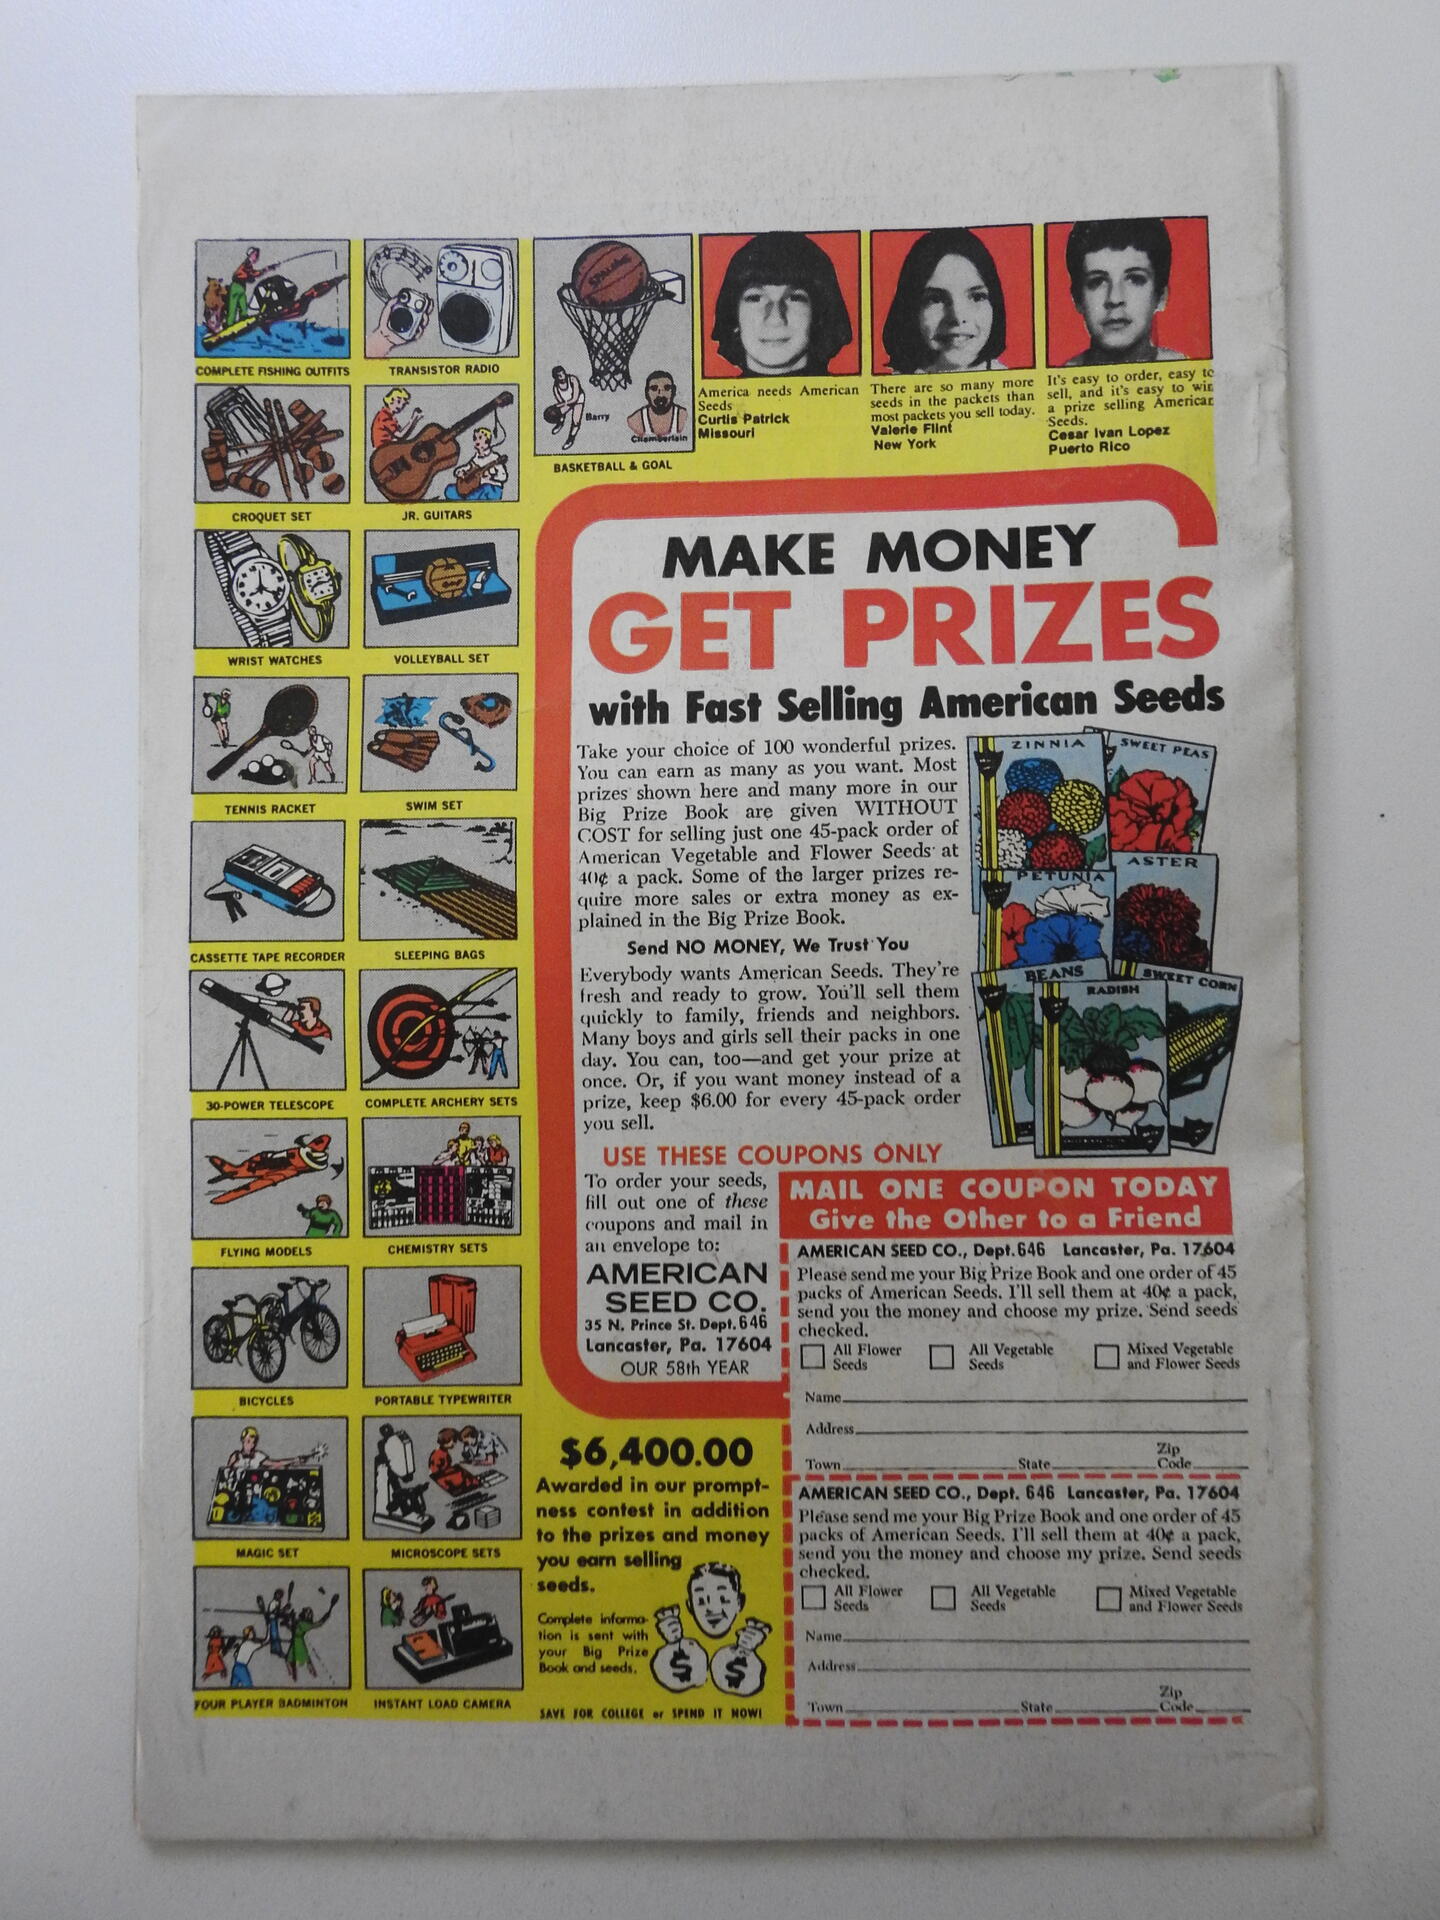 COMPLETE FISHING OUTFITS
TRANSISTOR RADIO
CROQUET SET
JR. GUITARS
WRIST WATCHES
VOLLEYBALL SET
TENNIS RACKET
SWIM SET
CASSETTE TAPE RECORDER
SLEEPING BAGS
30-POWER TELESCOPE
COMPLETE ARCHERY SETS
FLYING MODELS
CHEMISTRY SETS
BICYCLES
PORTABLE TYPEWRITER
MAGIC SET
MICROSCOPE SETS
FOUR PLAYER BADMINTON
INSTANT LOAD CAMERA
SPALDING
Barry
Chamberlain
BASKETBALL & GOAL
America needs American
Seeds
Curtis Patrick
Missouri
There are so many more
seeds in the packets than
most packets you sell today.
Valerie Flint
New York
It's easy to order, easy to
sell, and it's easy to win
a prize selling American
Seeds.
Cesar Ivan Lopez
Puerto Rico
MAKE MONEY
GET PRIZES
with Fast Selling American Seeds
Take your choice of 100 wonderful prizes.
You can earn as many as you want. Most
prizes shown here and many more in our
Big Prize Book are given WITHOUT
COST for selling just one 45-pack order of
American Vegetable and Flower Seeds at
40¢ a pack. Some of the larger prizes re-
quire more sales or extra money as ex-
plained in the Big Prize Book.
Send NO MONEY, We Trust You
Everybody wants American Seeds. They're
fresh and ready to grow. You'll sell them
quickly to family, friends and neighbors.
Many boys and girls sell their packs in one
day. You can, too—and get your prize at
once. Or, if you want money instead of a
prize, keep $6.00 for every 45-pack order
you sell.
ZINNIA
SWEET PEAS
PETUNIA
ASTER
BEANS
RADISH
SWEET CORN
USE THESE COUPONS ONLY
To order your seeds,
fill out one of these
coupons and mail in
an envelope to:
AMERICAN
SEED CO.
35 N. Prince St. Dept. 646
Lancaster, Pa. 17604
OUR 58th YEAR
$6,400.00
Awarded in our prompt-
ness contest in addition
to the prizes and money
you earn selling
seeds.
Complete informa-
tion is sent with
your Big Prize
Book and seeds.
$ $
SAVE FOR COLLEGE or SPEND IT NOW!
MAIL ONE COUPON TODAY
Give the Other to a Friend
AMERICAN SEED CO., Dept. 646 Lancaster, Pa. 17604
Please send me your Big Prize Book and one order of 45
packs of American Seeds. I'll sell them at 40¢ a pack,
send you the money and choose my prize. Send seeds
checked.
All Flower Seeds
All Vegetable Seeds
Mixed Vegetable and Flower Seeds
Name
Address
Town State Zip Code
AMERICAN SEED CO., Dept. 646 Lancaster, Pa. 17604
Please send me your Big Prize Book and one order of 45
packs of American Seeds. I'll sell them at 40¢ a pack,
send you the money and choose my prize. Send seeds
checked.
All Flower Seeds
All Vegetable Seeds
Mixed Vegetable and Flower Seeds
Name
Address
Town State Zip Code